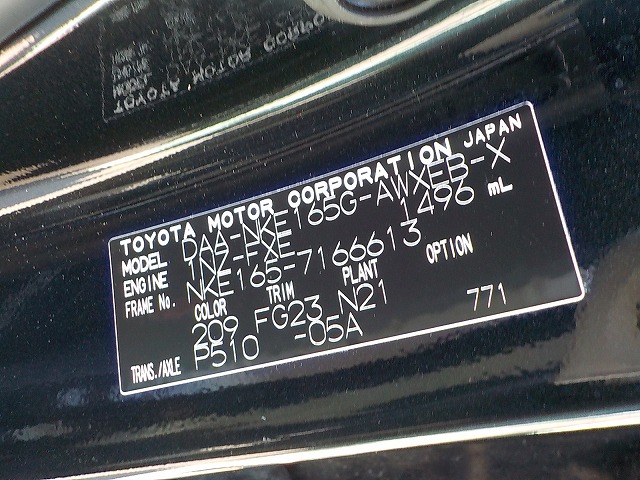 TOYOTA MOTOR CORPORATION JAPAN
MODEL DAA-NKE165G-AWXEB-X
ENGINE 1NZ-FXE 1496 mL
FRAME No. NKE165-7166613
COLOR TRIM PLANT OPTION
209 FG23 N21
TRANS./AXLE P510 -05A 771